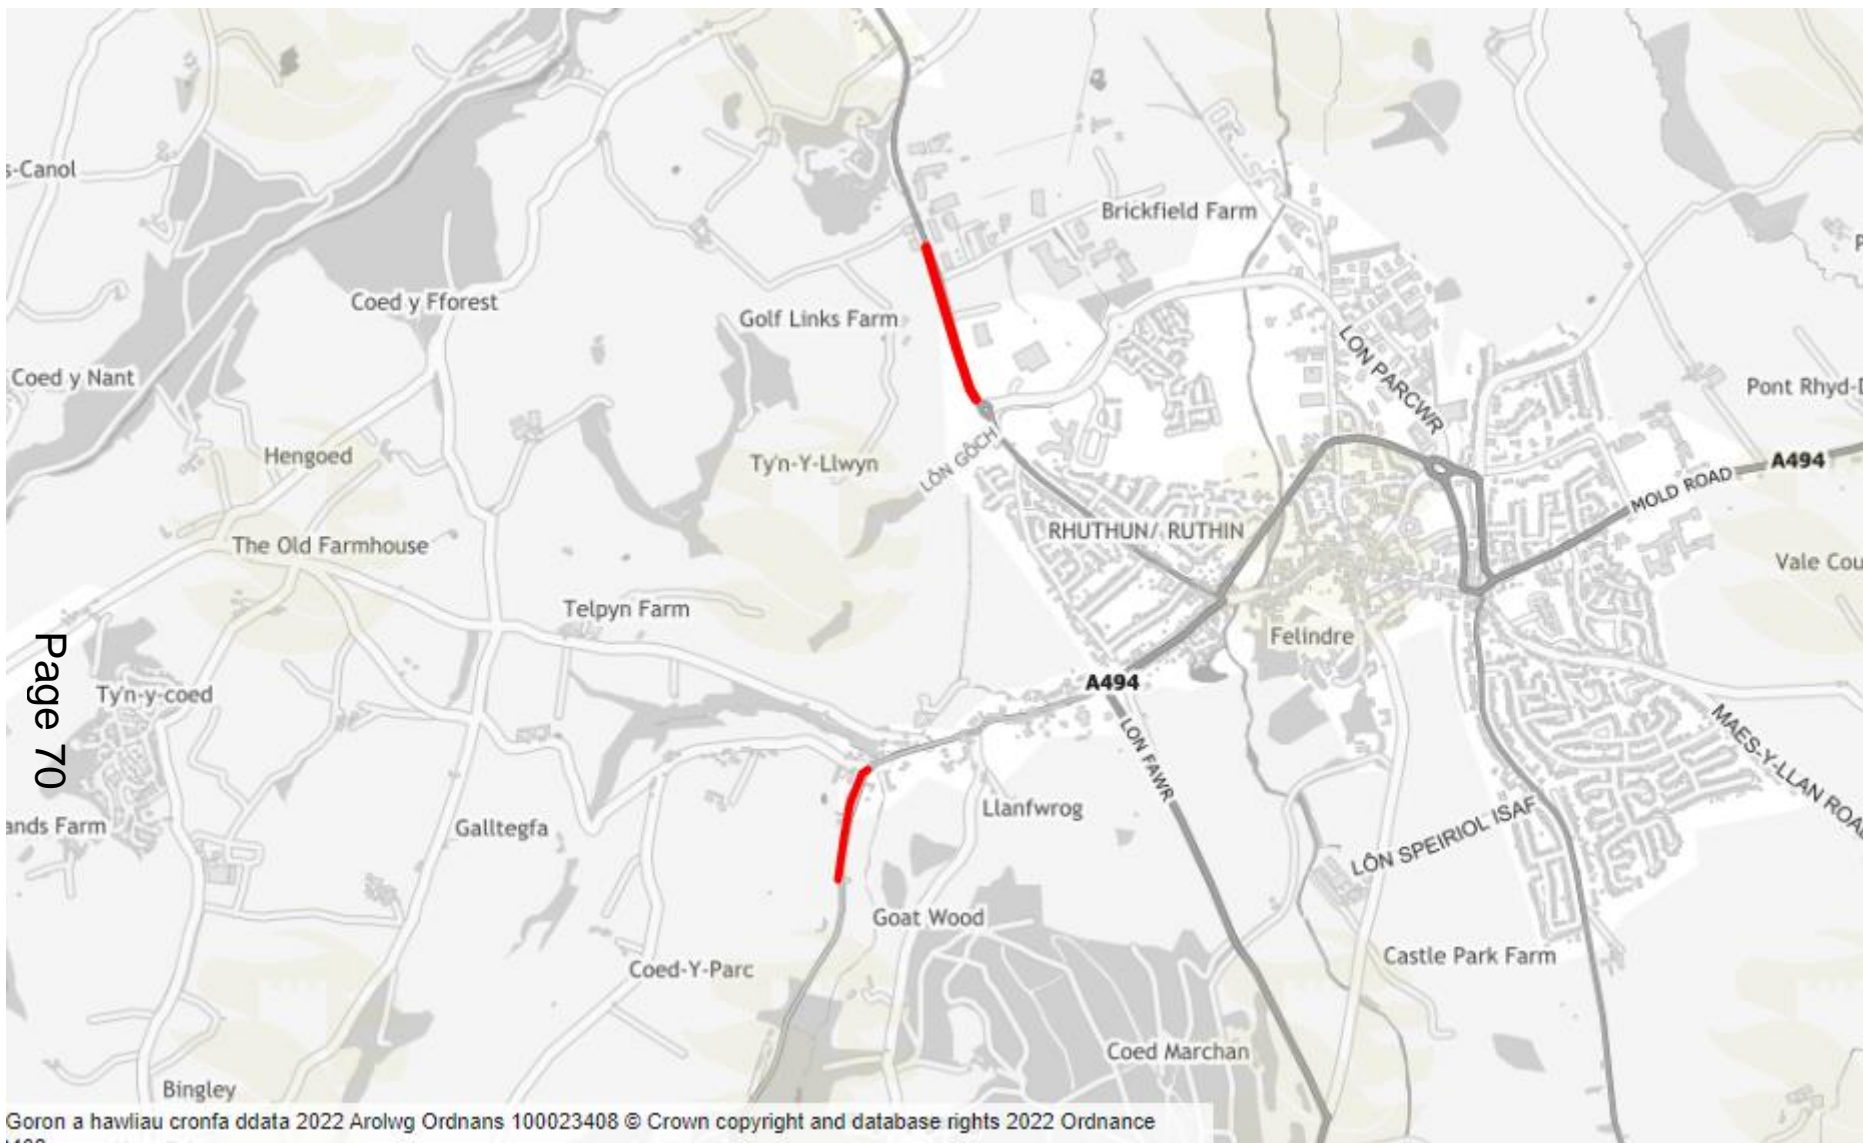 s-Canol
Brickfield Farm
Coed y Fforest
Golf Links Farm
LON PARCWR
Coed y Nant
Pont Rhyd-D
Hengoed
Ty'n-Y-Llwyn
LÔN GÔCH
A494
MOLD ROAD
RHUTHUN/ RUTHIN
The Old Farmhouse
Vale Cou
Telpyn Farm
Felindre
Page 70
Ty'n-y-coed
A494
LON FAWR
MAES-Y-LLAN ROAD
Llanfwrog
ands Farm
Galltegfa
LÔN SPEIRIOL ISAF
Goat Wood
Castle Park Farm
Coed-Y-Parc
Coed Marchan
Bingley
Goron a hawliau cronfa ddata 2022 Arolwg Ordnans 100023408 © Crown copyright and database rights 2022 Ordnance